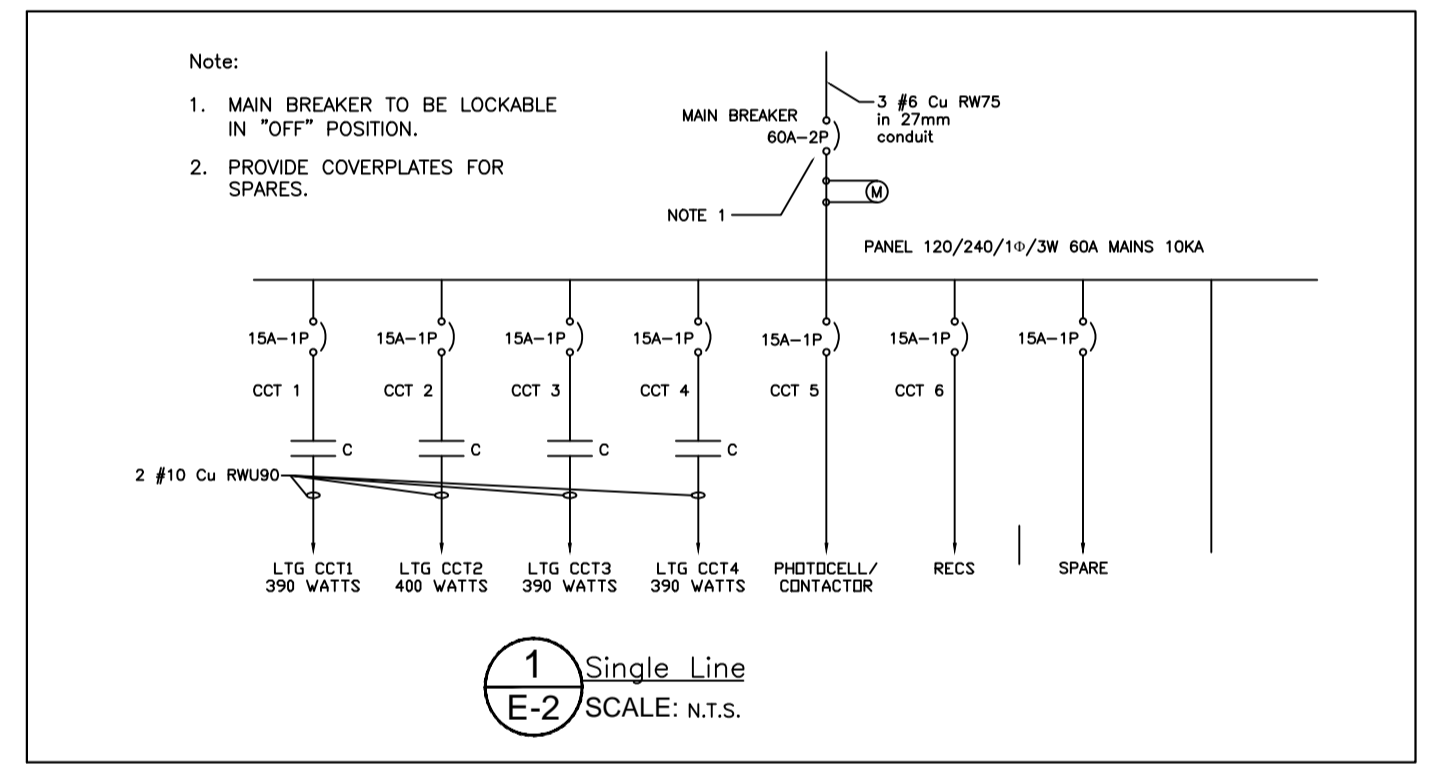 Note:
1. MAIN BREAKER TO BE LOCKABLE
IN "OFF" POSITION.
2. PROVIDE COVERPLATES FOR
SPARES.
MAIN BREAKER
60A-2P
3 #6 Cu RW75
in 27mm
conduit
M
NOTE 1
PANEL 120/240/1Φ/3W 60A MAINS 10KA
15A-1P
15A-1P
15A-1P
15A-1P
15A-1P
15A-1P
15A-1P
CCT 1
CCT 2
CCT 3
CCT 4
CCT 5
CCT 6
C
C
C
C
2 #10 Cu RWU90
LTG CCT1
390 WATTS
LTG CCT2
400 WATTS
LTG CCT3
390 WATTS
LTG CCT4
390 WATTS
PHOTOCELL/
CONTACTOR
RECS
SPARE
1
E-2
Single Line
SCALE: N.T.S.